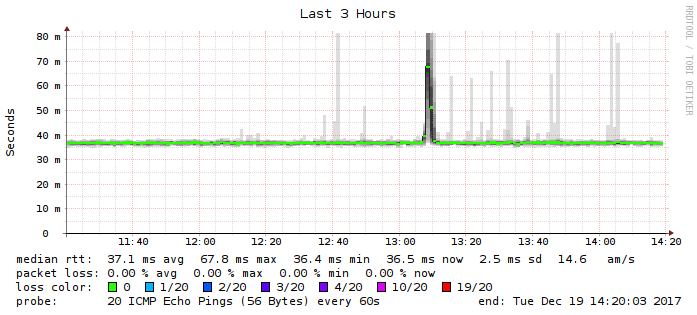 Last 3 Hours
RRDTOOL / TOBI OETIKER
Seconds
80 m
70 m
60 m
50 m
40 m
30 m
20 m
10 m
0
11:40 12:00 12:20 12:40 13:00 13:20 13:40 14:00 14:20
median rtt: 37.1 ms avg 67.8 ms max 36.4 ms min 36.5 ms now 2.5 ms sd 14.6 am/s
packet loss: 0.00 % avg 0.00 % max 0.00 % min 0.00 % now
loss color: 0 1/20 2/20 3/20 4/20 10/20 19/20
probe: 20 ICMP Echo Pings (56 Bytes) every 60s end: Tue Dec 19 14:20:03 2017